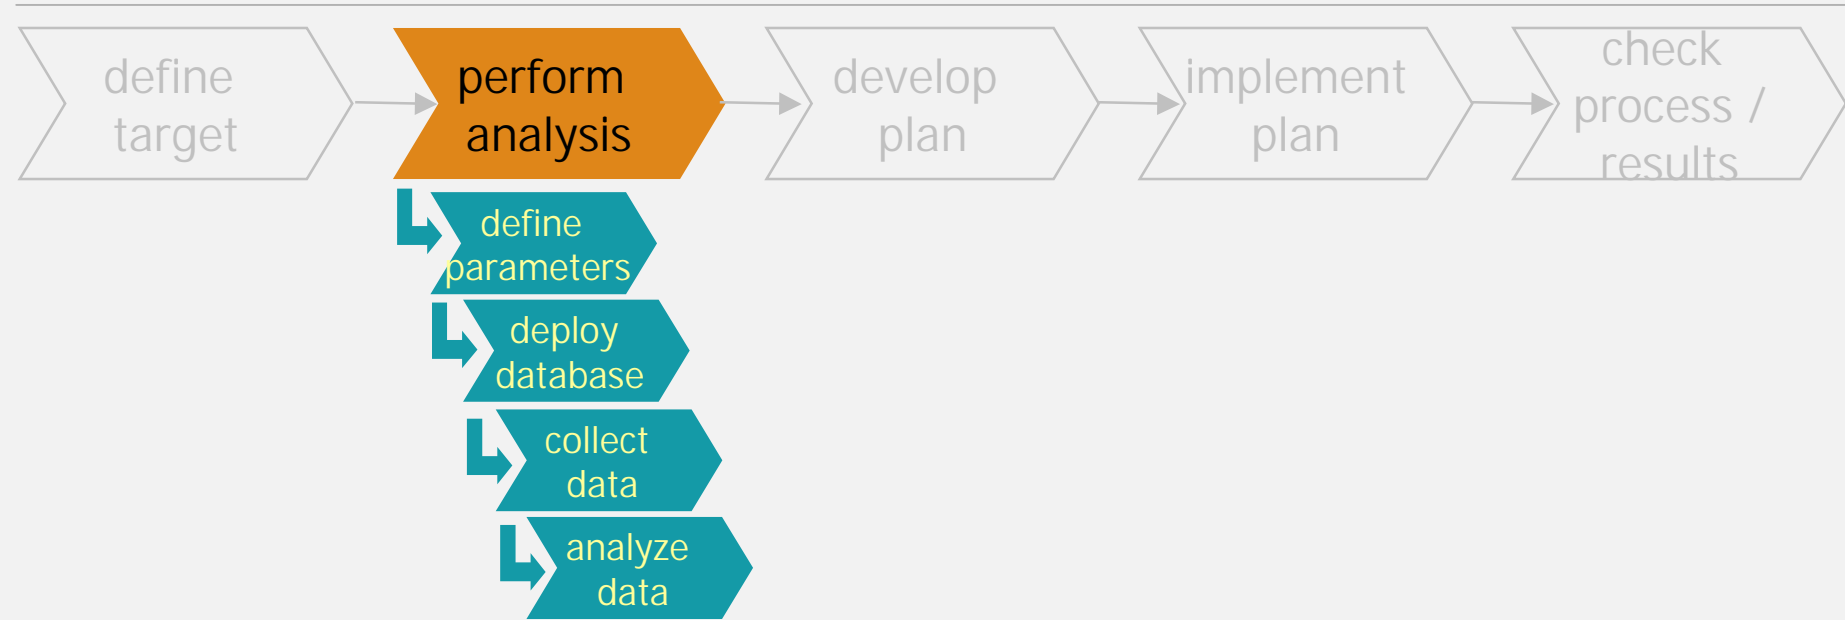 define
target
perform
analysis
develop
plan
implement
plan
check
process /
results
define
parameters
deploy
database
collect
data
analyze
data